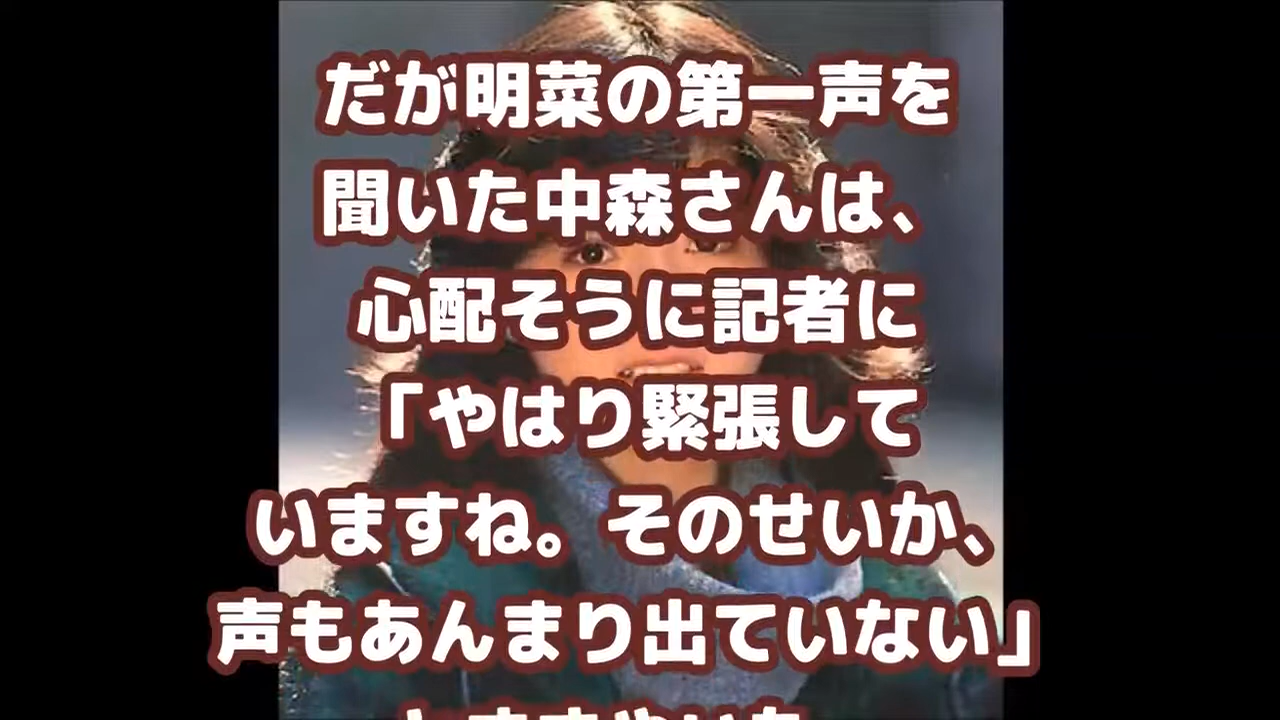 だが明菜の第一声を
聞いた中森さんは、
心配そうに記者に
「やはり緊張して
いますね。そのせいか、
声もあんまり出ていない」